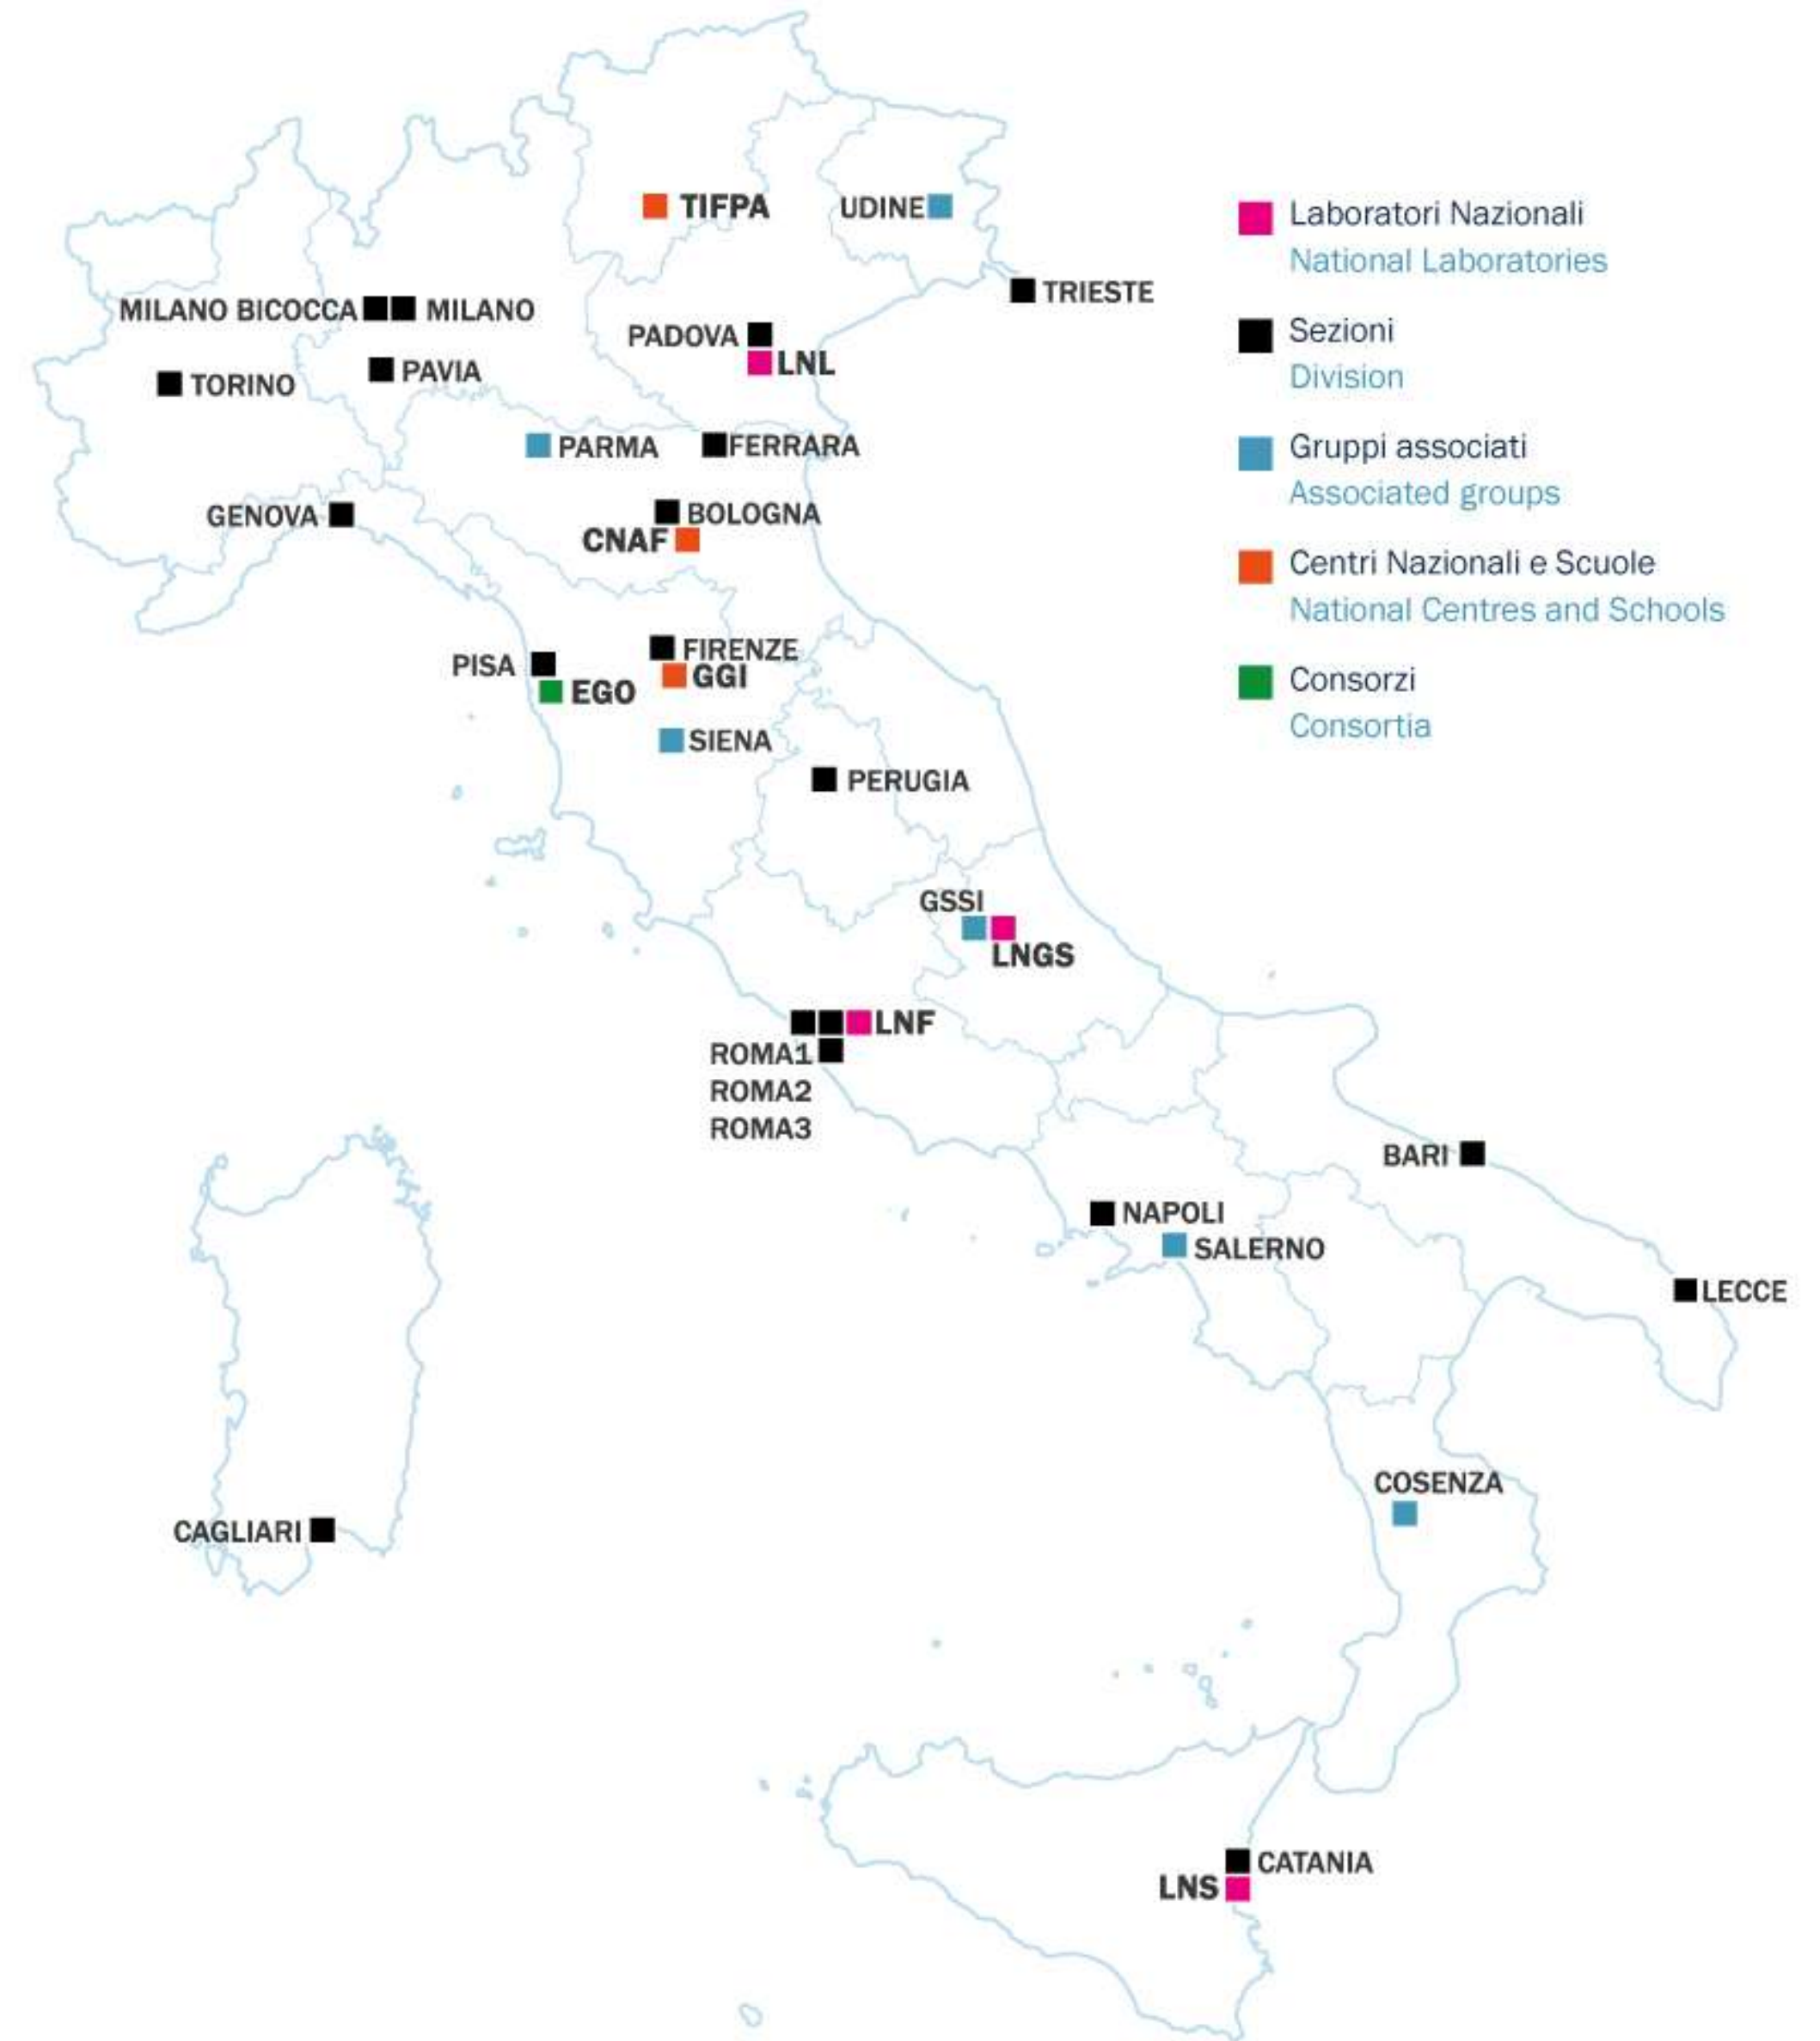 TIFPA
UDINE
TRIESTE
MILANO BICOCCA
MILANO
PADOVA
LNL
PAVIA
TORINO
PARMA
FERRARA
GENOVA
BOLOGNA
CNAF
FIRENZE
GGI
PISA
EGO
SIENA
PERUGIA
GSSI
LNGS
LNF
ROMA1
ROMA2
ROMA3
BARI
NAPOLI
SALERNO
LECCE
COSENZA
CAGLIARI
CATANIA
LNS
Laboratori Nazionali
National Laboratories
Sezioni
Division
Gruppi associati
Associated groups
Centri Nazionali e Scuole
National Centres and Schools
Consorzi
Consortia